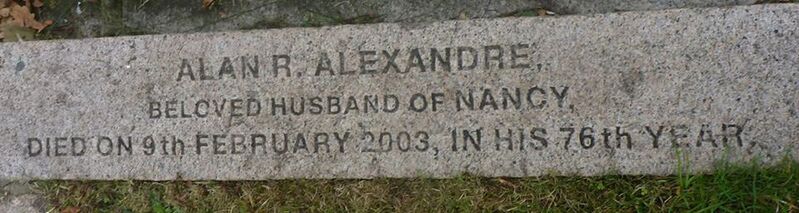 ALAN R. ALEXANDRE,
BELOVED HUSBAND OF NANCY,
DIED ON 9th FEBRUARY 2003, IN HIS 76th YEAR.